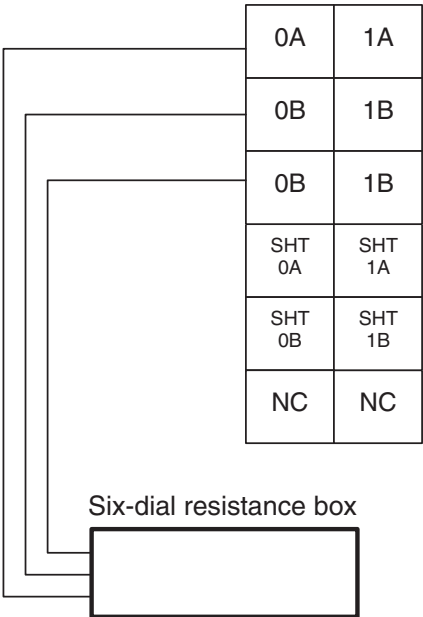 0A 1A
0B 1B
0B 1B
SHT SHT
0A 1A
SHT SHT
0B 1B
NC NC
Six-dial resistance box